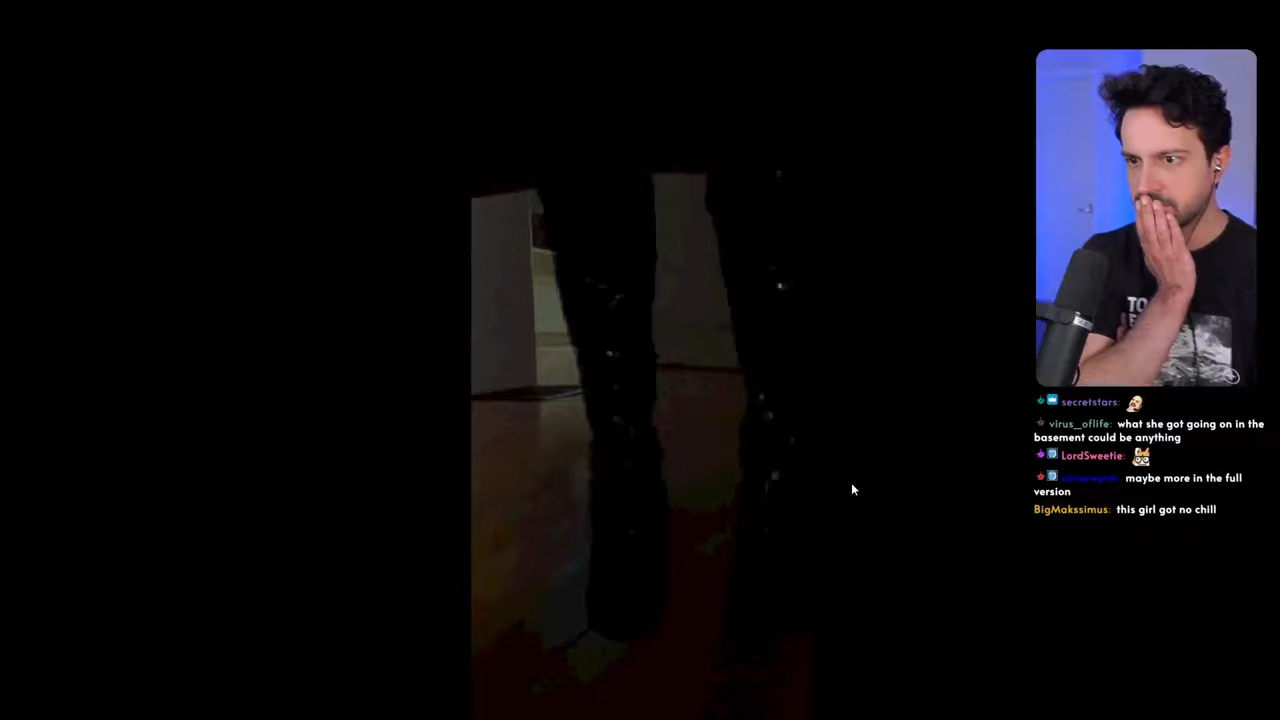 TO
secretstars:
virus_oflife: what she got going on in the
basement could be anything
LordSweetie:
maybe more in the full
version
BigMakssimus: this girl got no chill